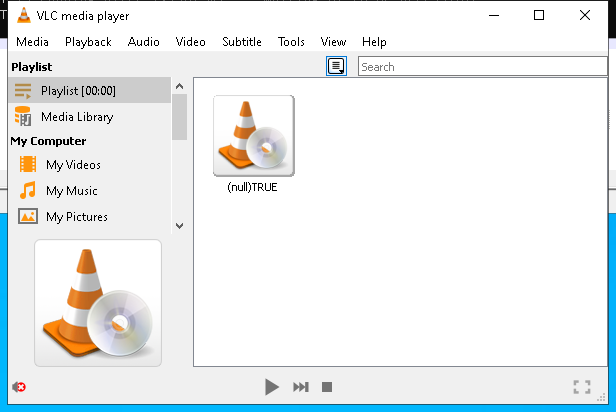 VLC media player
Media Playback Audio Video Subtitle Tools View Help
Playlist
Search
Playlist [00:00]
Media Library
My Computer
My Videos
My Music
My Pictures
(null)TRUE